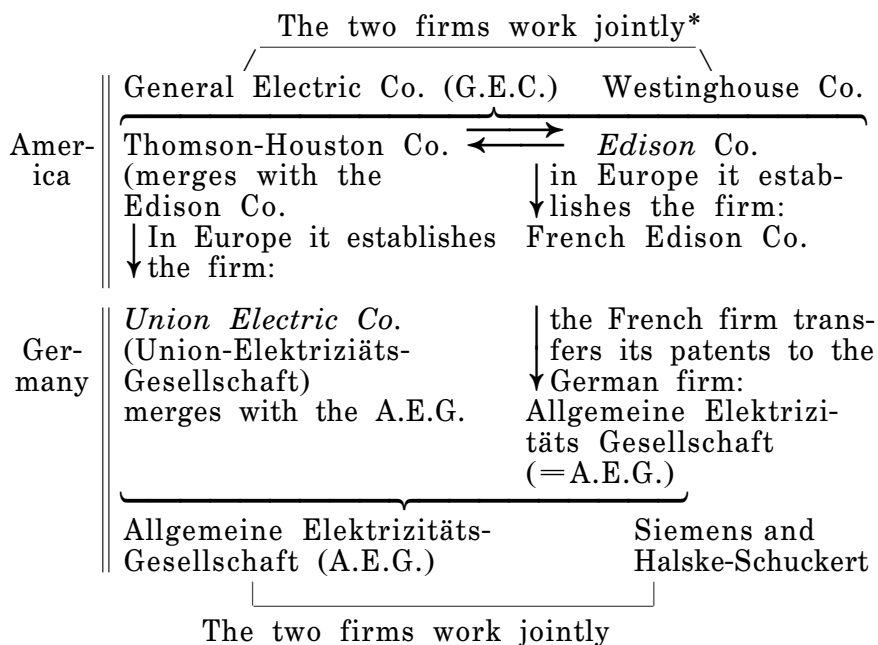 The two firms work jointly*
General Electric Co. (G.E.C.) Westinghouse Co.
Amer-
ica
Thomson-Houston Co.
(merges with the
Edison Co.
In Europe it establishes
the firm:
Edison Co.
in Europe it estab-
lishes the firm:
French Edison Co.
Ger-
many
Union Electric Co.
(Union-Elektriziäts-
Gesellschaft)
merges with the A.E.G.
the French firm trans-
fers its patents to the
German firm:
Allgemeine Elektrizi-
täts Gesellschaft
(=A.E.G.)
Allgemeine Elektrizitäts-
Gesellschaft (A.E.G.)
Siemens and
Halske-Schuckert
The two firms work jointly